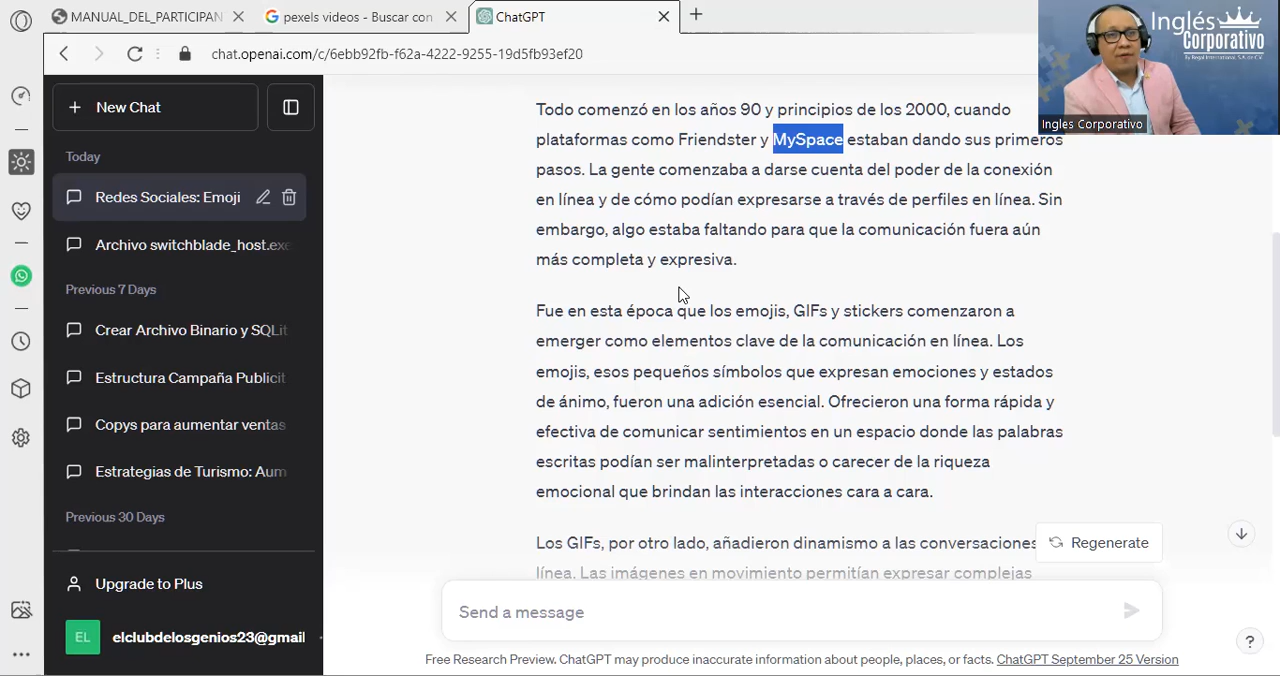 MANUAL_DEL_PARTICIPAN
pexels videos - Buscar con
ChatGPT
chat.openai.com/c/6ebb92fb-f62a-4222-9255-19d5fb93ef20
Inglés
Corporativo
By Regal International, S.A. de C.V.
Ingles Corporativo
New Chat
Today
Redes Sociales: Emoji
Archivo switchblade_host.exe
Previous 7 Days
Crear Archivo Binario y SQLit
Estructura Campaña Publicit
Copys para aumentar ventas
Estrategias de Turismo: Aum
Previous 30 Days
Upgrade to Plus
EL
elclubdelosgenios23@gmail
Todo comenzó en los años 90 y principios de los 2000, cuando
plataformas como Friendster y MySpace estaban dando sus primeros
pasos. La gente comenzaba a darse cuenta del poder de la conexión
en línea y de cómo podían expresarse a través de perfiles en línea. Sin
embargo, algo estaba faltando para que la comunicación fuera aún
más completa y expresiva.
Fue en esta época que los emojis, GIFs y stickers comenzaron a
emerger como elementos clave de la comunicación en línea. Los
emojis, esos pequeños símbolos que expresan emociones y estados
de ánimo, fueron una adición esencial. Ofrecieron una forma rápida y
efectiva de comunicar sentimientos en un espacio donde las palabras
escritas podían ser malinterpretadas o carecer de la riqueza
emocional que brindan las interacciones cara a cara.
Los GIFs, por otro lado, añadieron dinamismo a las conversaciones
línea. Las imágenes en movimiento permitían expresar complejas
Regenerate
Send a message
Free Research Preview. ChatGPT may produce inaccurate information about people, places, or facts. ChatGPT September 25 Version
?